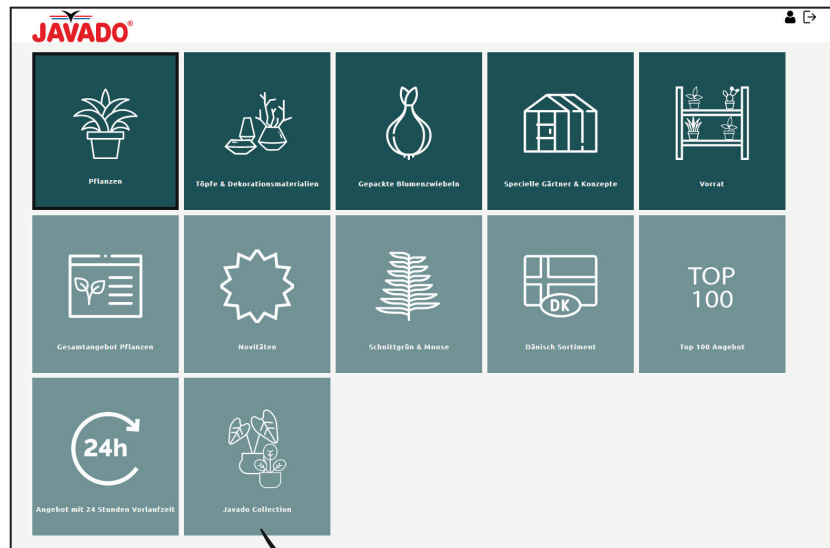 JAVADO®
Pflanzen
Töpfe & Dekorationsmaterialien
Gepackte Blumenzwiebeln
Specielle Gärtner & Konzepte
Vorrat
DK
TOP
100
Gesamtangebot Pflanzen
Novitäten
Schnittgrün & Moose
Dänisch Sortiment
Top 100 Angebot
24h
Angebot mit 24 Stunden Vorlaufzeit
Javado Collection